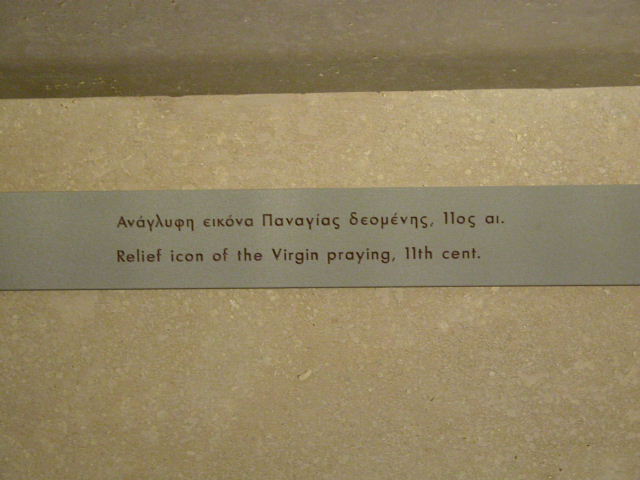 Ανάγλυφη εικόνα Παναγίας δεομένης, 11ος αι.
Relief icon of the Virgin praying, 11th cent.